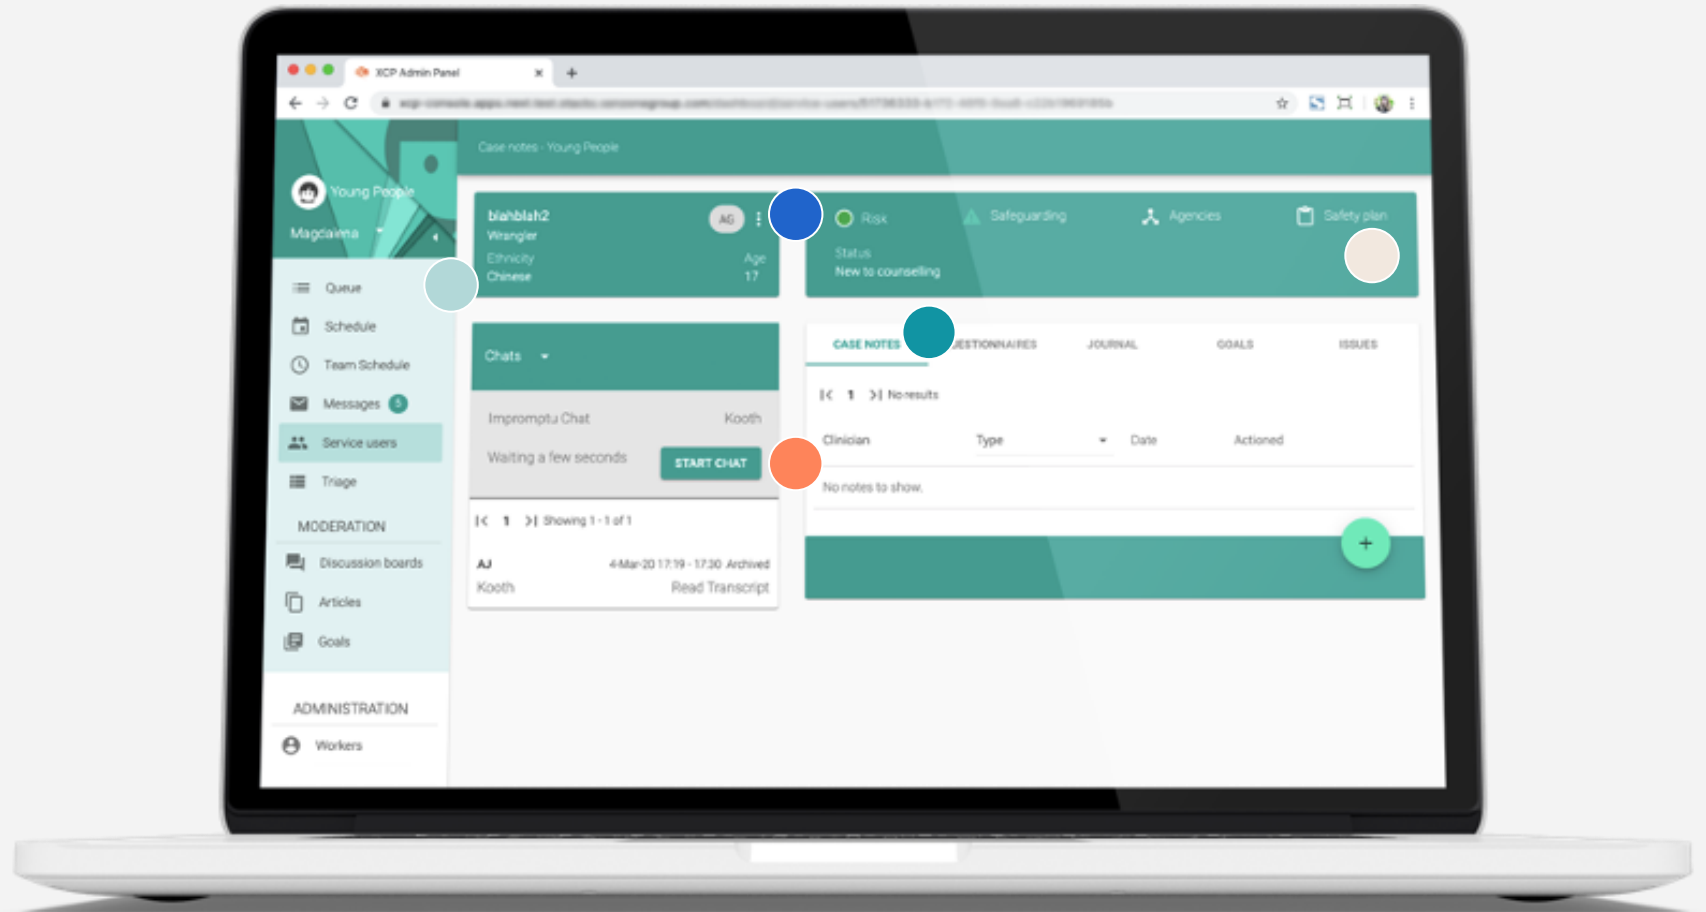 XCP Admin Panel
Case notes - Young People
Young People
Magdalena
Queue
Schedule
Team Schedule
Messages 5
Service users
Triage
MODERATION
Discussion boards
Articles
Goals
ADMINISTRATION
Workers
blahblah2
AG
Wrangler
Ethnicity Age
Chinese 17
Risk Safeguarding Agencies Safety plan
Status
New to counselling
Chats
Impromptu Chat Kooth
Waiting a few seconds START CHAT
1 Showing 1 - 1 of 1
AJ 4-Mar-20 17:19 - 17:30 Archived
Kooth Read Transcript
CASE NOTES UESTIONNAIRES JOURNAL GOALS ISSUES
1 No results
Clinician Type Date Actioned
No notes to show.
+